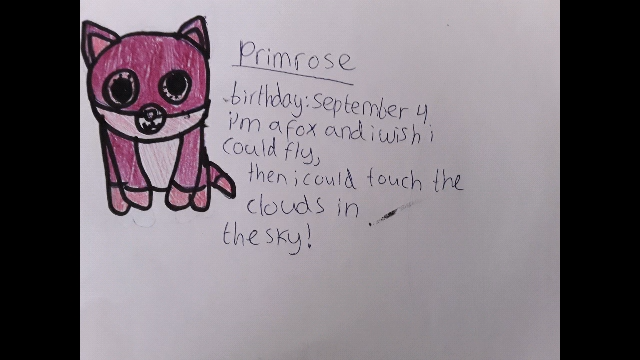 Primrose
birthday: September 4
i'm a fox and i wish i
could fly,
then i could touch the
clouds in
the sky!